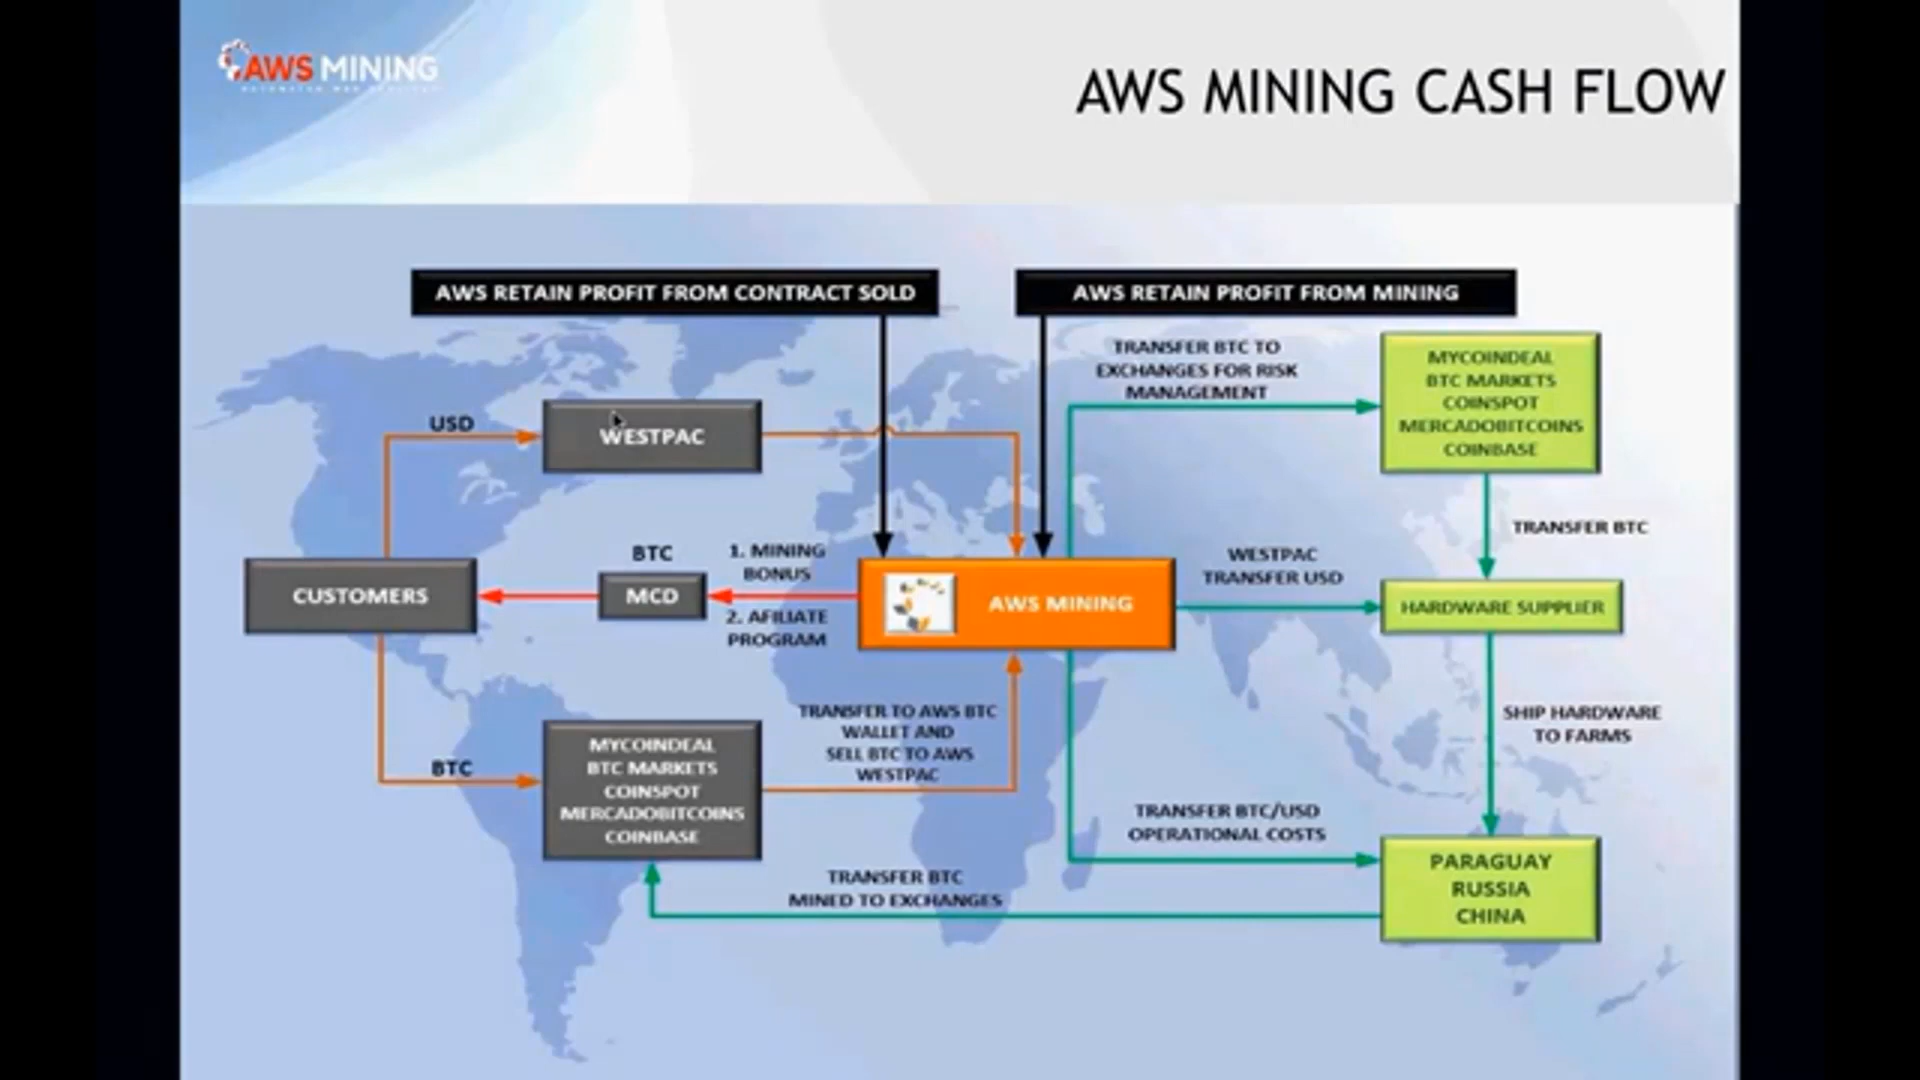 AWS MINING
AWS MINING CASH FLOW
AWS RETAIN PROFIT FROM CONTRACT SOLD
AWS RETAIN PROFIT FROM MINING
TRANSFER BTC TO
EXCHANGES FOR RISK
MANAGEMENT
MYCOINDEAL
BTC MARKETS
COINSPOT
MERCADOBITCOINS
COINBASE
USD
WESTPAC
TRANSFER BTC
BTC
1. MINING
BONUS
WESTPAC
TRANSFER USD
CUSTOMERS
MCD
AWS MINING
HARDWARE SUPPLIER
2. AFILIATE
PROGRAM
TRANSFER TO AWS BTC
WALLET AND
SELL BTC TO AWS
WESTPAC
SHIP HARDWARE
TO FARMS
BTC
MYCOINDEAL
BTC MARKETS
COINSPOT
MERCADOBITCOINS
COINBASE
TRANSFER BTC/USD
OPERATIONAL COSTS
TRANSFER BTC
MINED TO EXCHANGES
PARAGUAY
RUSSIA
CHINA